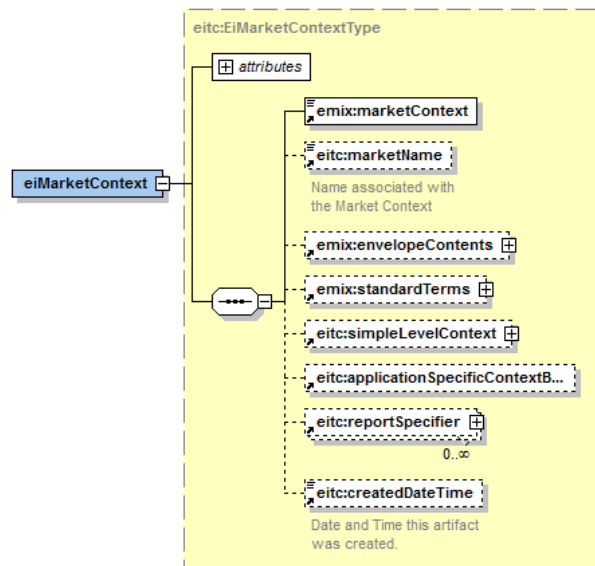 eitc:EiMarketContextType
attributes
emix:marketContext
eitc:marketName
Name associated with
the Market Context
eiMarketContext
emix:envelopeContents
emix:standardTerms
eitc:simpleLevelContext
eitc:applicationSpecificContextB...
eitc:reportSpecifier
0..∞
eitc:createdDateTime
Date and Time this artifact
was created.